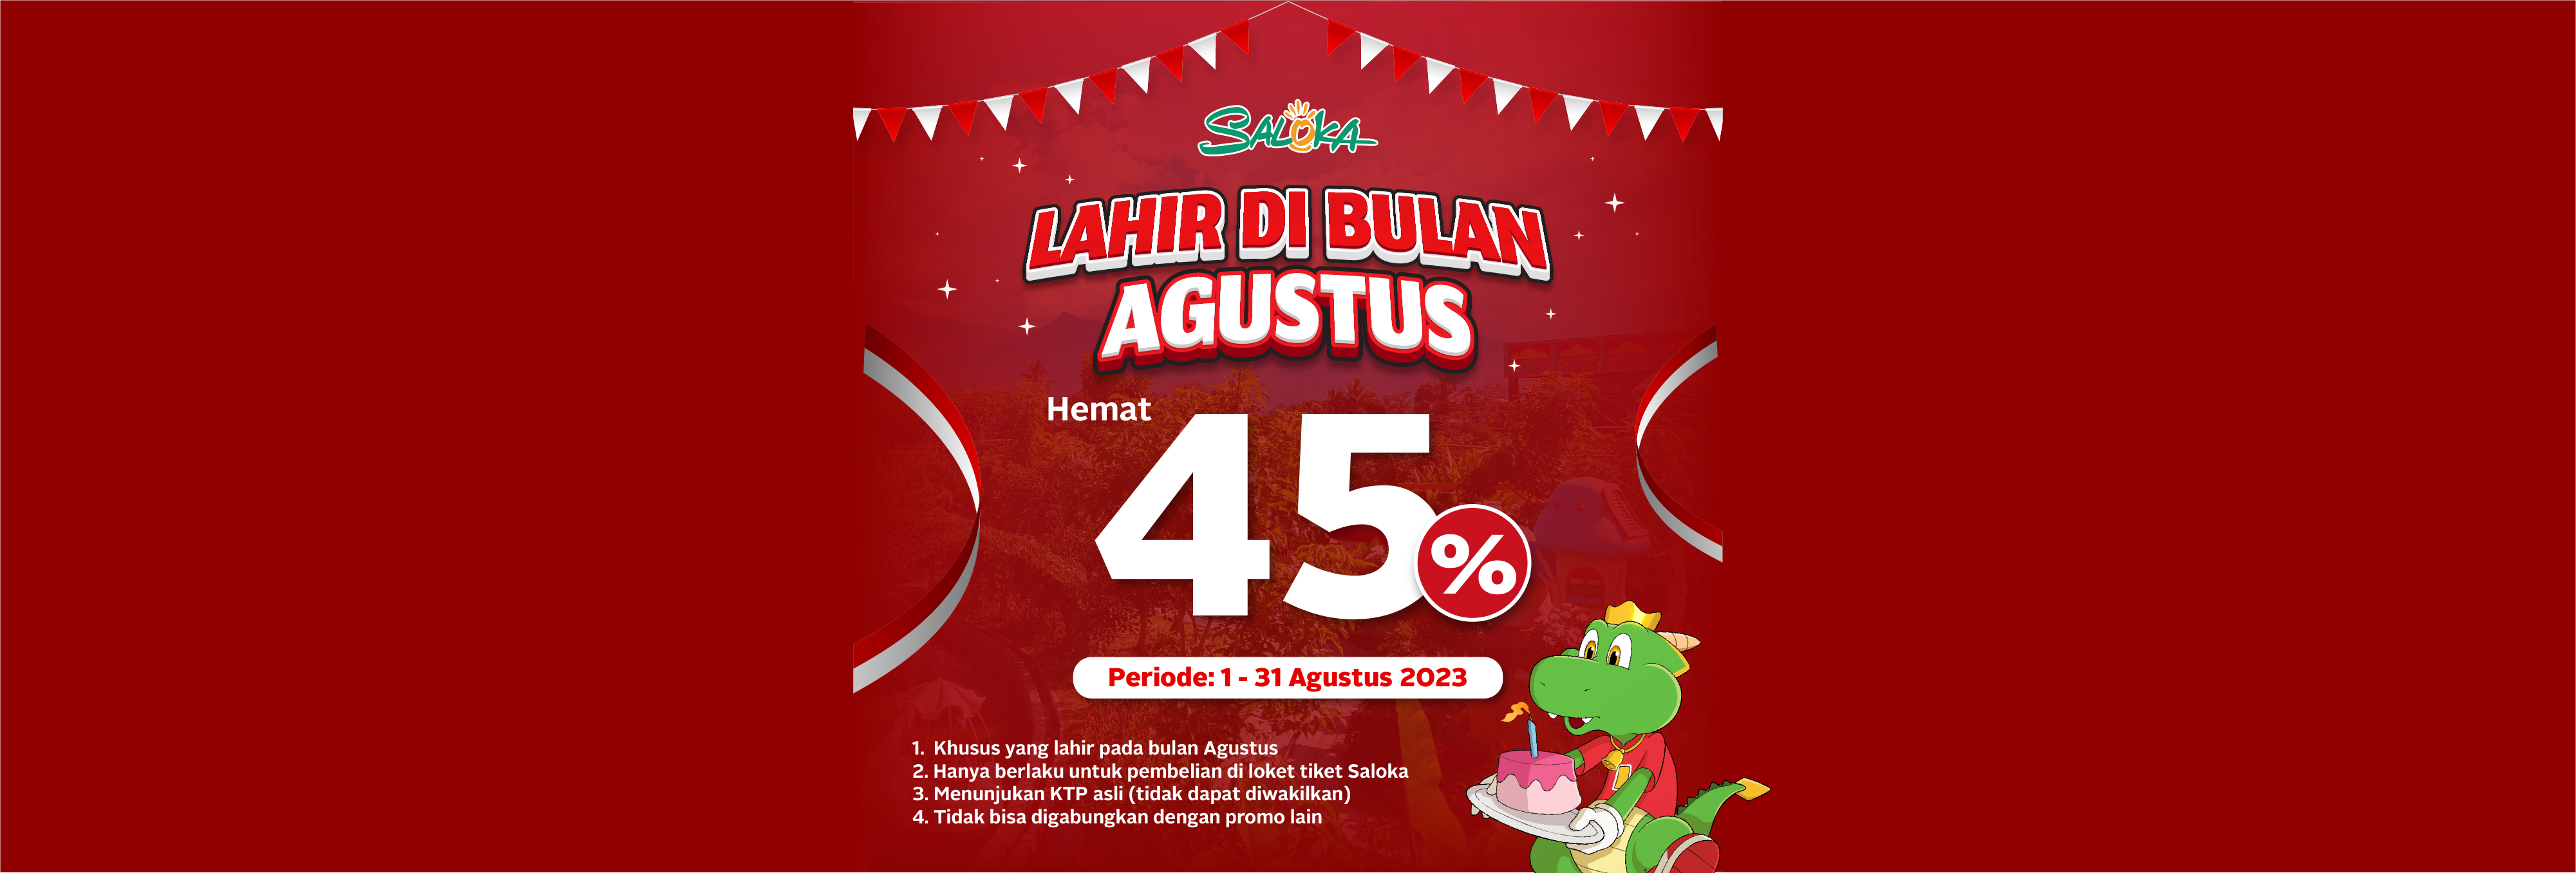 SALOKA
LAHIR DI BULAN
AGUSTUS
Hemat
45%
Periode: 1 - 31 Agustus 2023
1. Khusus yang lahir pada bulan Agustus
2. Hanya berlaku untuk pembelian di loket tiket Saloka
3. Menunjukan KTP asli (tidak dapat diwakilkan)
4. Tidak bisa digabungkan dengan promo lain